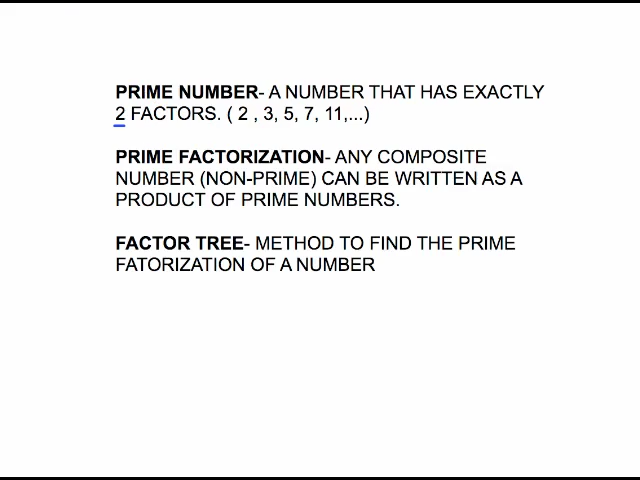 PRIME NUMBER- A NUMBER THAT HAS EXACTLY
2 FACTORS. ( 2 , 3, 5, 7, 11,...)
PRIME FACTORIZATION- ANY COMPOSITE
NUMBER (NON-PRIME) CAN BE WRITTEN AS A
PRODUCT OF PRIME NUMBERS.
FACTOR TREE- METHOD TO FIND THE PRIME
FATORIZATION OF A NUMBER